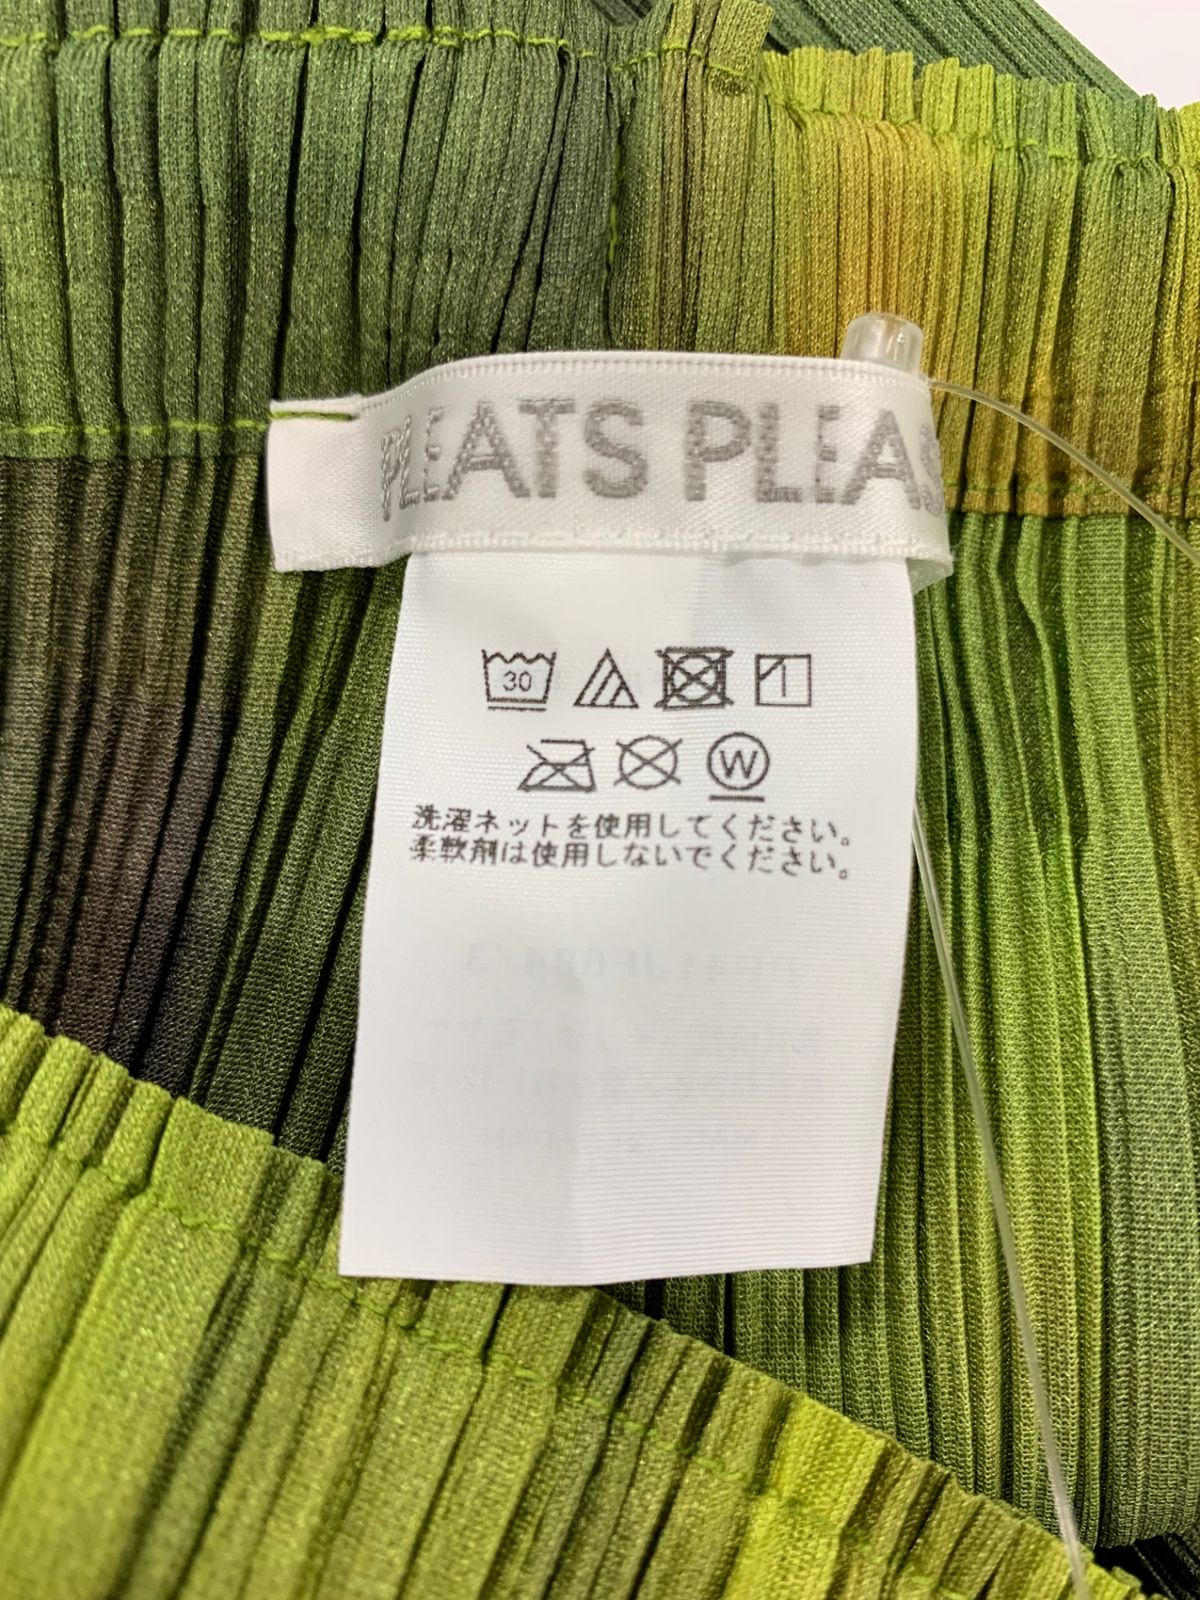 PLEATS PLEAS
30
W
洗濯ネットを使用してください。
柔軟剤は使用しないでください。